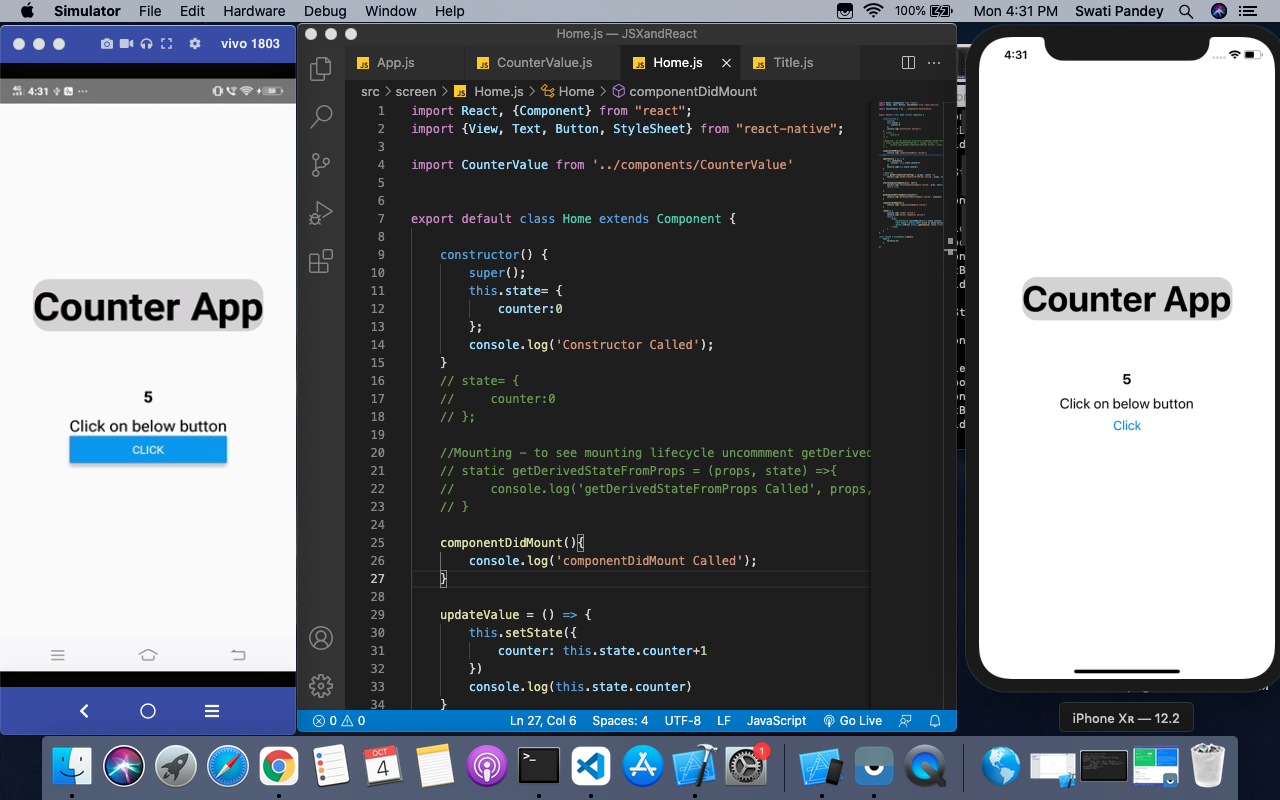 Simulator File Edit Hardware Debug Window Help 100% Mon 4:31 PM Swati Pandey
vivo 1803
4:31
Counter App
5
Click on below button
CLICK
Home.js — JSXandReact
JS App.js JS CounterValue.js JS Home.js × JS Title.js
src > screen > JS Home.js > Home > componentDidMount
1 import React, {Component} from "react";
2 import {View, Text, Button, StyleSheet} from "react-native";
3
4 import CounterValue from '../components/CounterValue'
5
6
7 export default class Home extends Component {
8
9 constructor() {
10 super();
11 this.state= {
12 counter:0
13 };
14 console.log('Constructor Called');
15 }
16 // state= {
17 // counter:0
18 // };
19
20 //Mounting – to see mounting lifecycle uncommment getDerived
21 // static getDerivedStateFromProps = (props, state) =>{
22 // console.log('getDerivedStateFromProps Called', props,
23 // }
24
25 componentDidMount(){
26 console.log('componentDidMount Called');
27 }
28
29 updateValue = () => {
30 this.setState({
31 counter: this.state.counter+1
32 })
33 console.log(this.state.counter)
34 }
0 0 Ln 27, Col 6 Spaces: 4 UTF-8 LF JavaScript Go Live
4:31
Counter App
5
Click on below button
Click
iPhone Xʀ — 12.2
OCT
4
1